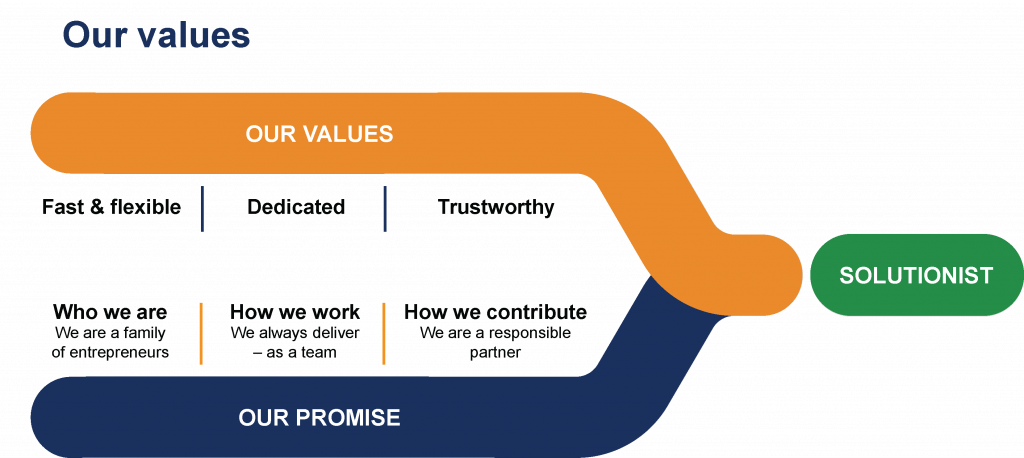 Our values
OUR VALUES
Fast & flexible
Dedicated
Trustworthy
Who we are
We are a family
of entrepreneurs
How we work
We always deliver
– as a team
How we contribute
We are a responsible
partner
OUR PROMISE
SOLUTIONIST